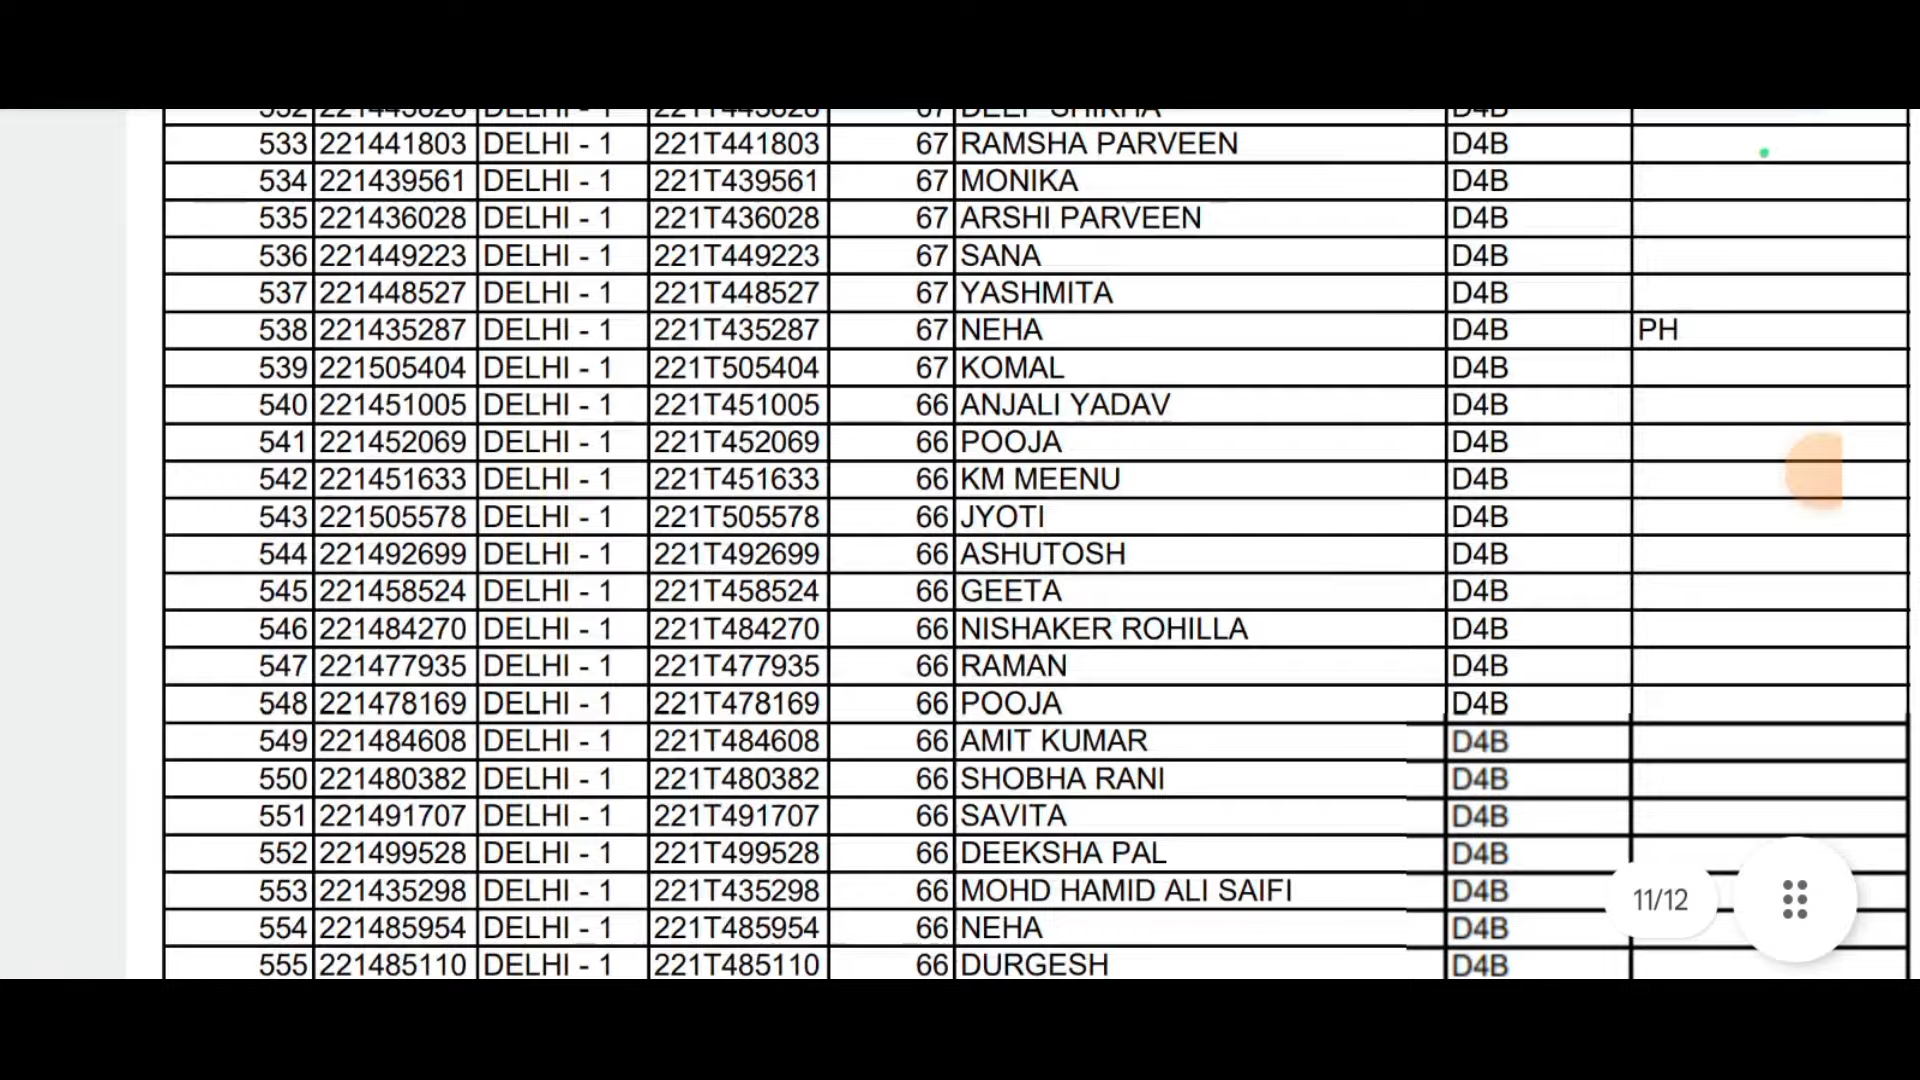 532 221443828 DELHI - 1 221T443828 67 DEEP SHIKHA D4B
533 221441803 DELHI - 1 221T441803 67 RAMSHA PARVEEN D4B
534 221439561 DELHI - 1 221T439561 67 MONIKA D4B
535 221436028 DELHI - 1 221T436028 67 ARSHI PARVEEN D4B
536 221449223 DELHI - 1 221T449223 67 SANA D4B
537 221448527 DELHI - 1 221T448527 67 YASHMITA D4B
538 221435287 DELHI - 1 221T435287 67 NEHA D4B PH
539 221505404 DELHI - 1 221T505404 67 KOMAL D4B
540 221451005 DELHI - 1 221T451005 66 ANJALI YADAV D4B
541 221452069 DELHI - 1 221T452069 66 POOJA D4B
542 221451633 DELHI - 1 221T451633 66 KM MEENU D4B
543 221505578 DELHI - 1 221T505578 66 JYOTI D4B
544 221492699 DELHI - 1 221T492699 66 ASHUTOSH D4B
545 221458524 DELHI - 1 221T458524 66 GEETA D4B
546 221484270 DELHI - 1 221T484270 66 NISHAKER ROHILLA D4B
547 221477935 DELHI - 1 221T477935 66 RAMAN D4B
548 221478169 DELHI - 1 221T478169 66 POOJA D4B
549 221484608 DELHI - 1 221T484608 66 AMIT KUMAR D4B
550 221480382 DELHI - 1 221T480382 66 SHOBHA RANI D4B
551 221491707 DELHI - 1 221T491707 66 SAVITA D4B
552 221499528 DELHI - 1 221T499528 66 DEEKSHA PAL D4B
553 221435298 DELHI - 1 221T435298 66 MOHD HAMID ALI SAIFI D4B
11/12
554 221485954 DELHI - 1 221T485954 66 NEHA D4B
555 221485110 DELHI - 1 221T485110 66 DURGESH D4B